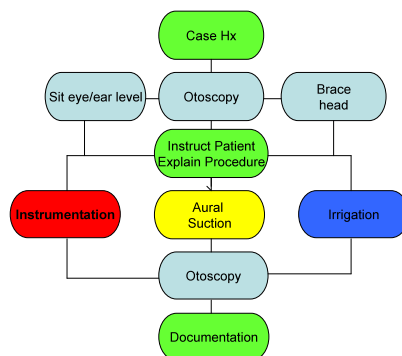 Case Hx
Sit eye/ear level
Otoscopy
Brace
head
Instruct Patient
Explain Procedure
Instrumentation
Aural
Suction
Irrigation
Otoscopy
Documentation